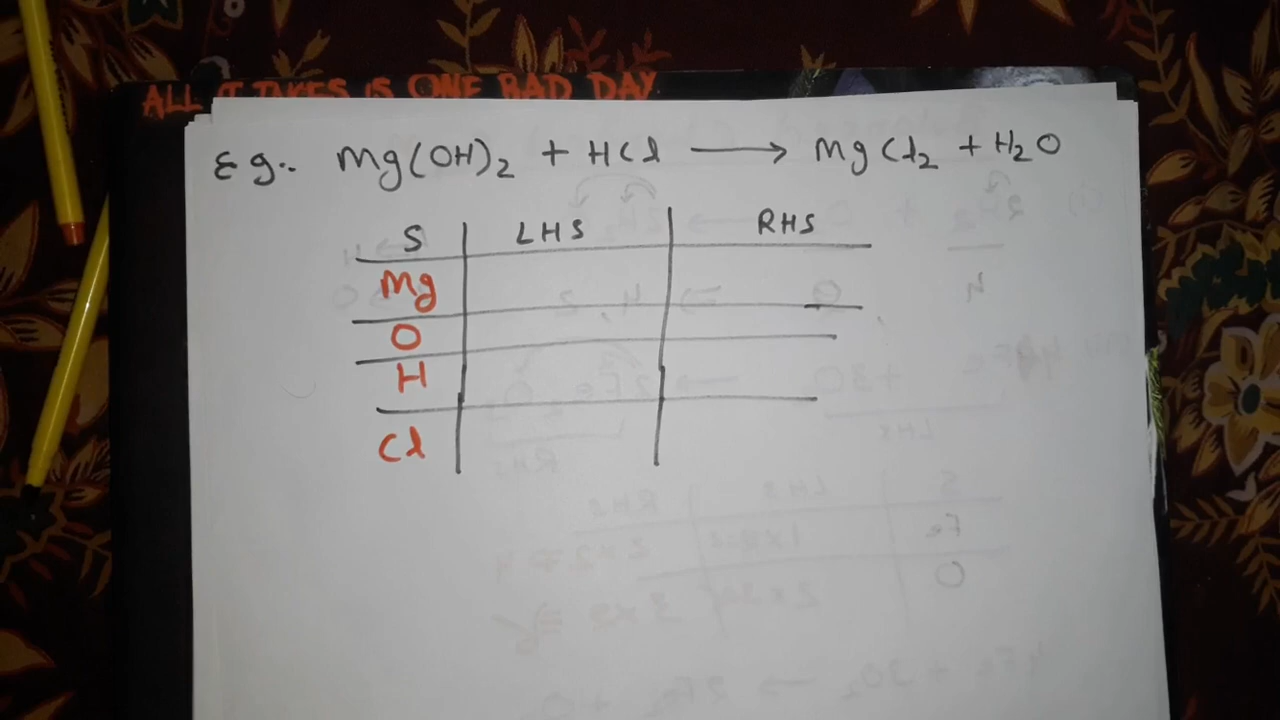 ALL IT TAKES IS ONE BAD DAY
Eg:- Mg(OH)₂ + HCl ⟶ MgCl₂ + H₂O
S LHS RHS
Mg
O
H
Cl